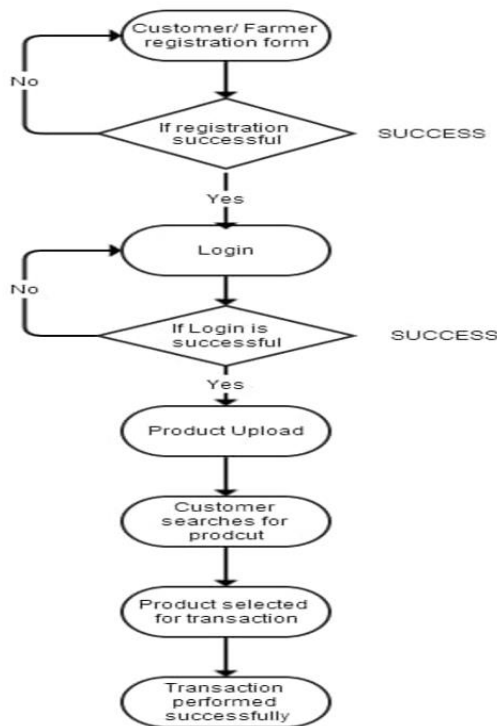 Customer/ Farmer
registration form
No
If registration
successful
SUCCESS
Yes
Login
No
If Login is
successful
SUCCESS
Yes
Product Upload
Customer
searches for
prodcut
Product selected
for transaction
Transaction
performed
successfully